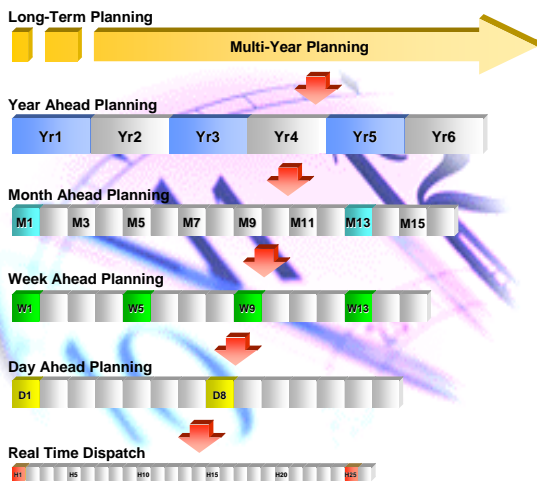 Long-Term Planning
Multi-Year Planning
Year Ahead Planning
Yr1 Yr2 Yr3 Yr4 Yr5 Yr6
Month Ahead Planning
M1 M3 M5 M7 M9 M11 M13 M15
Week Ahead Planning
W1 W5 W9 W13
Day Ahead Planning
D1 D8
Real Time Dispatch
H1 H5 H10 H15 H20 H25